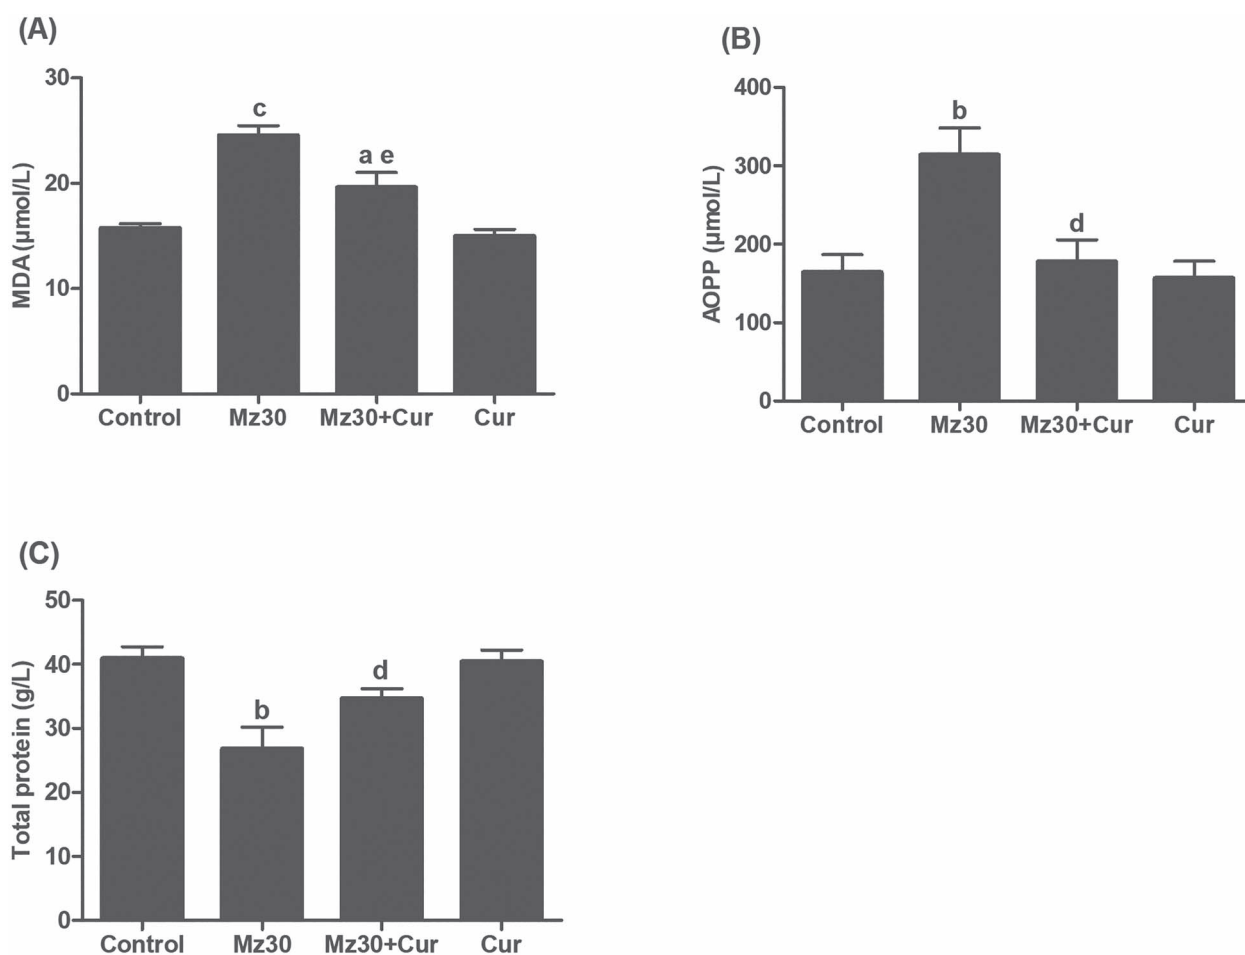 (A)
30
20
10
0
MDA(µmol/L)
c
a e
Control Mz30 Mz30+Cur Cur
(B)
400
300
200
100
0
AOPP (µmol/L)
b
d
Control Mz30 Mz30+Cur Cur
(C)
50
40
30
20
10
0
Total protein (g/L)
b
d
Control Mz30 Mz30+Cur Cur